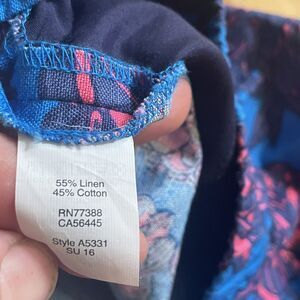 55% Linen
45% Cotton
RN77388
CA56445
Style A5331
SU 16